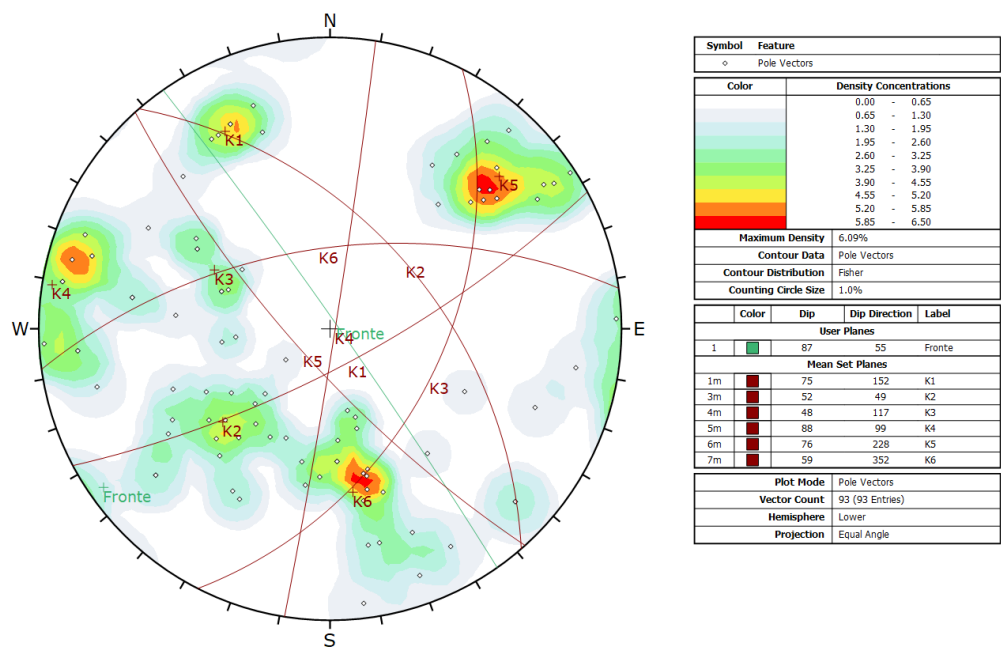 N
K1
K5
K6
K2
K3
K4
W
K4
Fronte
E
K5
K1
K3
K2
Fronte
K6
S
Symbol Feature
Pole Vectors
Color Density Concentrations
0.00 - 0.65
0.65 - 1.30
1.30 - 1.95
1.95 - 2.60
2.60 - 3.25
3.25 - 3.90
3.90 - 4.55
4.55 - 5.20
5.20 - 5.85
5.85 - 6.50
Maximum Density 6.09%
Contour Data Pole Vectors
Contour Distribution Fisher
Counting Circle Size 1.0%
Color Dip Dip Direction Label
User Planes
1 87 55 Fronte
Mean Set Planes
1m 75 152 K1
3m 52 49 K2
4m 48 117 K3
5m 88 99 K4
6m 76 228 K5
7m 59 352 K6
Plot Mode Pole Vectors
Vector Count 93 (93 Entries)
Hemisphere Lower
Projection Equal Angle